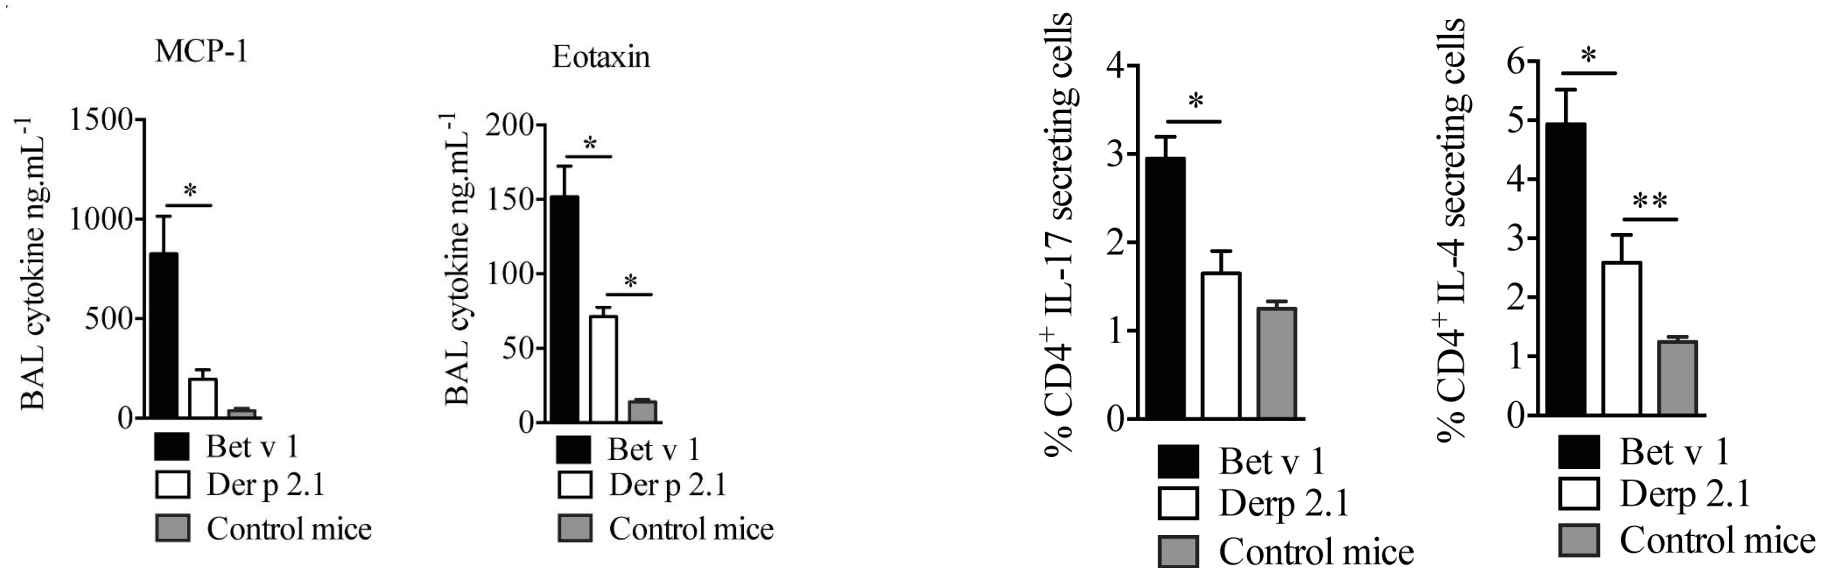 MCP-1
BAL cytokine ng.mL-1
1500
1000
500
0
*
Bet v 1
Der p 2.1
Control mice
Eotaxin
BAL cytokine ng.mL-1
200
150
100
50
0
*
*
Bet v 1
Der p 2.1
Control mice
% CD4+ IL-17 secreting cells
4
3
2
1
0
*
Bet v 1
Derp 2.1
Control mice
% CD4+ IL-4 secreting cells
6
5
4
3
2
1
0
*
**
Bet v 1
Derp 2.1
Control mice